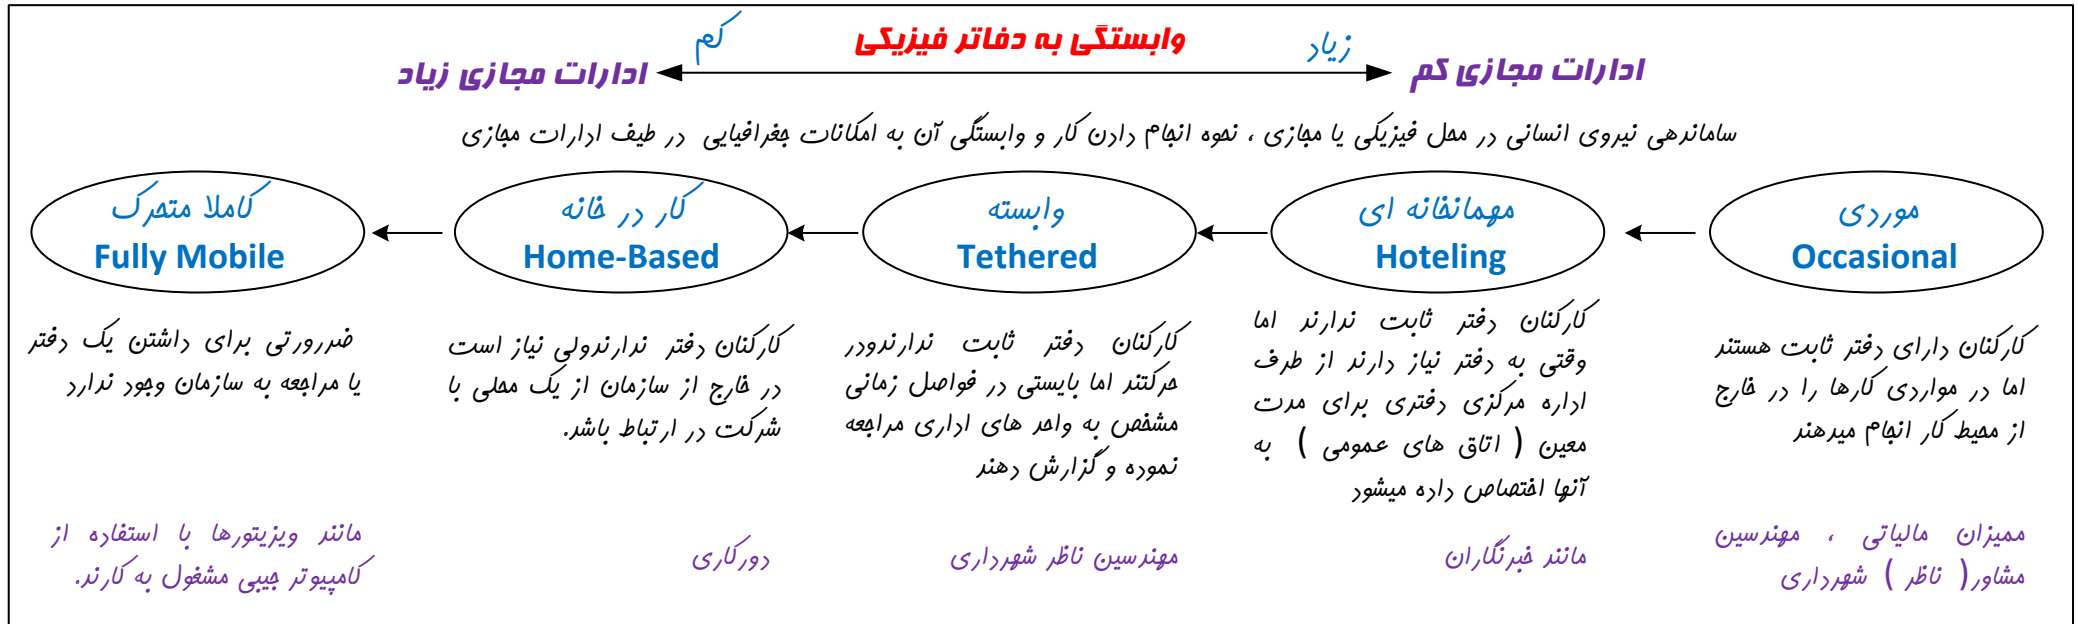 وابستگی به دفاتر فیزیکی
زیاد
کم
ادارات مجازی کم
ادارات مجازی زیاد
ساماندهی نیروی انسانی در محل فیزیکی یا مجازی ، نحوه انجام دادن کار و وابستگی آن به امکانات جغرافیایی در طیف ادارات مجازی
موردی
Occasional
کارکنان دارای دفتر ثابت هستند
اما در مواردی کارها را در خارج
از محیط کار انجام میدهند
ممیزان مالیاتی ، مهندسین
مشاور( ناظر ) شهرداری
مهمانخانه ای
Hoteling
کارکنان دفتر ثابت ندارند اما
وقتی به دفتر نیاز دارند از طرف
اداره مرکزی دفتری برای مدت
معین ( اتاق های عمومی ) به
آنها اختصاص داده میشود
مانند خبرنگاران
وابسته
Tethered
کارکنان دفتر ثابت ندارندودر
حرکتند اما بایستی در فواصل زمانی
مشخص به واحد های اداری مراجعه
نموده و گزارش دهند
مهندسین ناظر شهرداری
کار در خانه
Home-Based
کارکنان دفتر ندارندولی نیاز است
در خارج از سازمان از یک محلی با
شرکت در ارتباط باشد.
دورکاری
کاملا متحرک
Fully Mobile
ضررورتی برای داشتن یک دفتر
یا مراجعه به سازمان وجود ندارد
مانند ویزیتورها با استفاده از
کامپیوتر جیبی مشغول به کارند.